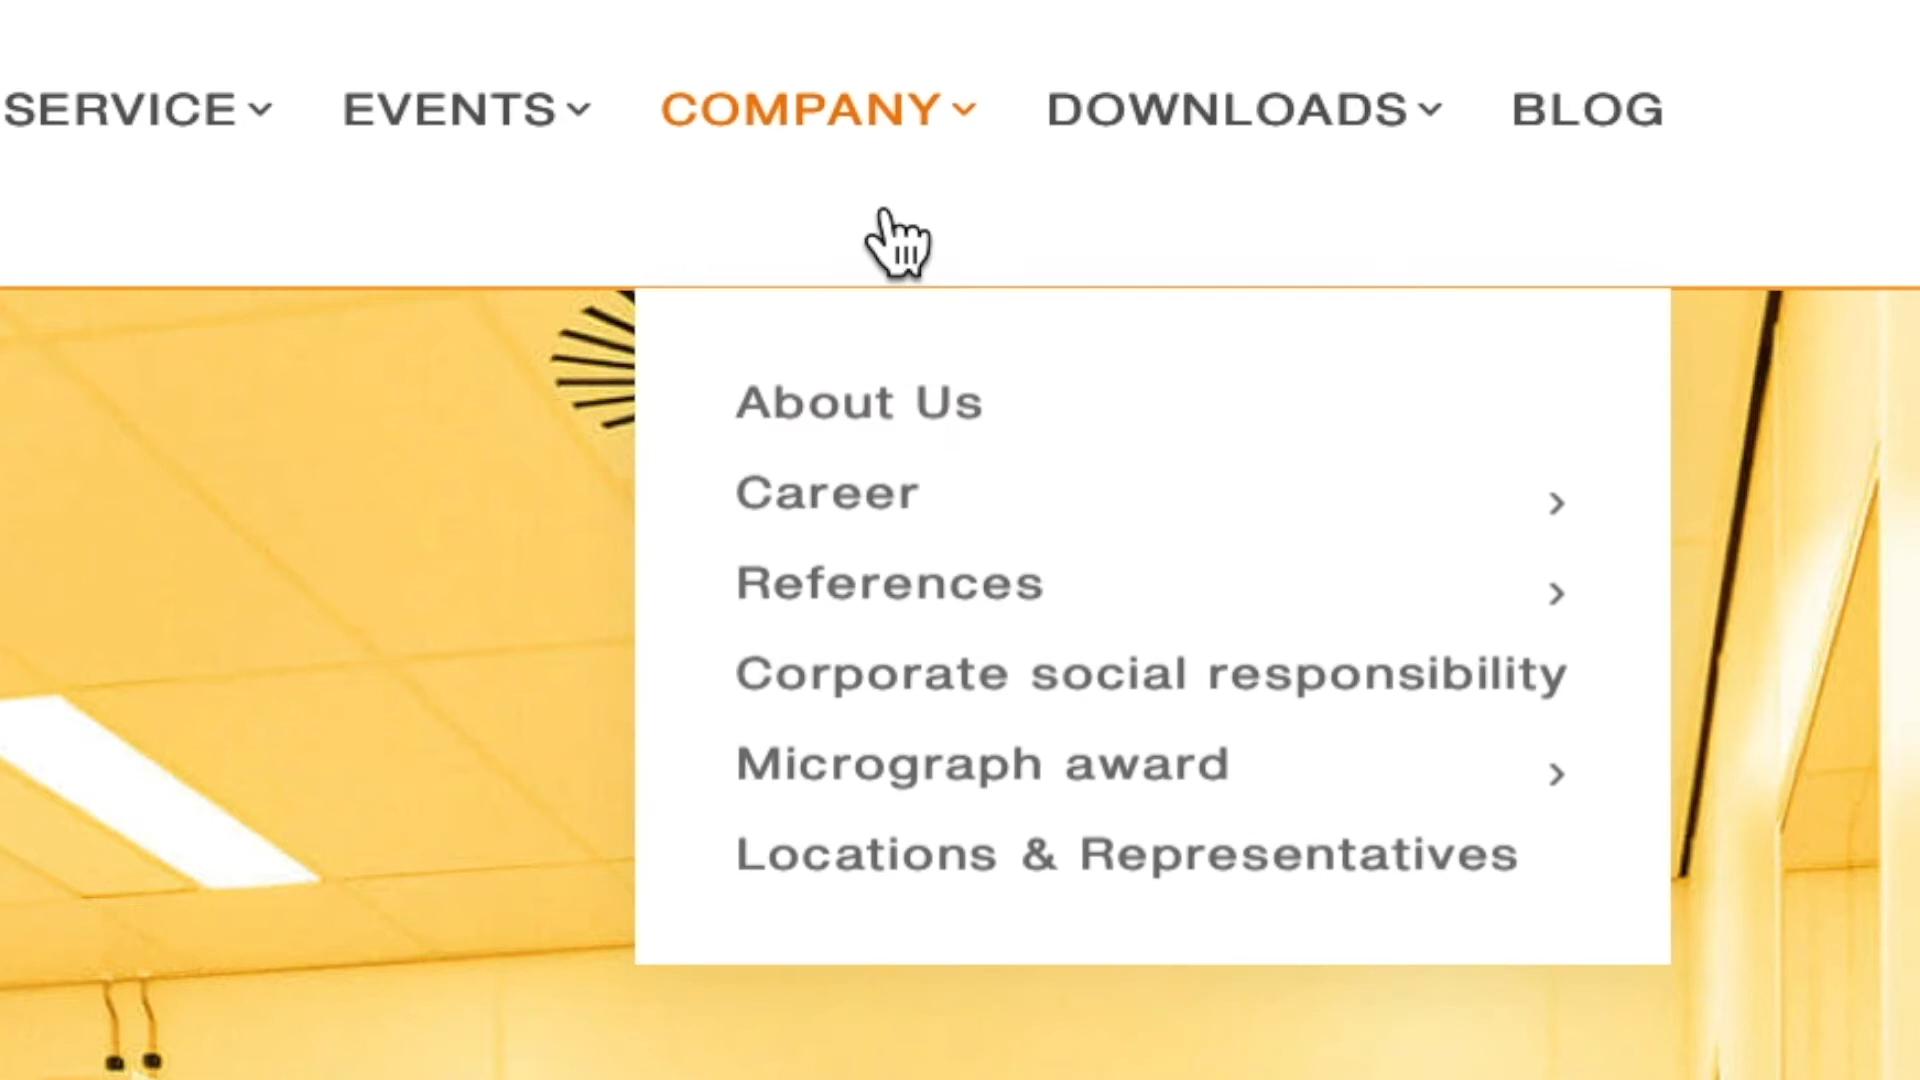 SERVICE EVENTS COMPANY DOWNLOADS BLOG
About Us
Career
References
Corporate social responsibility
Micrograph award
Locations & Representatives